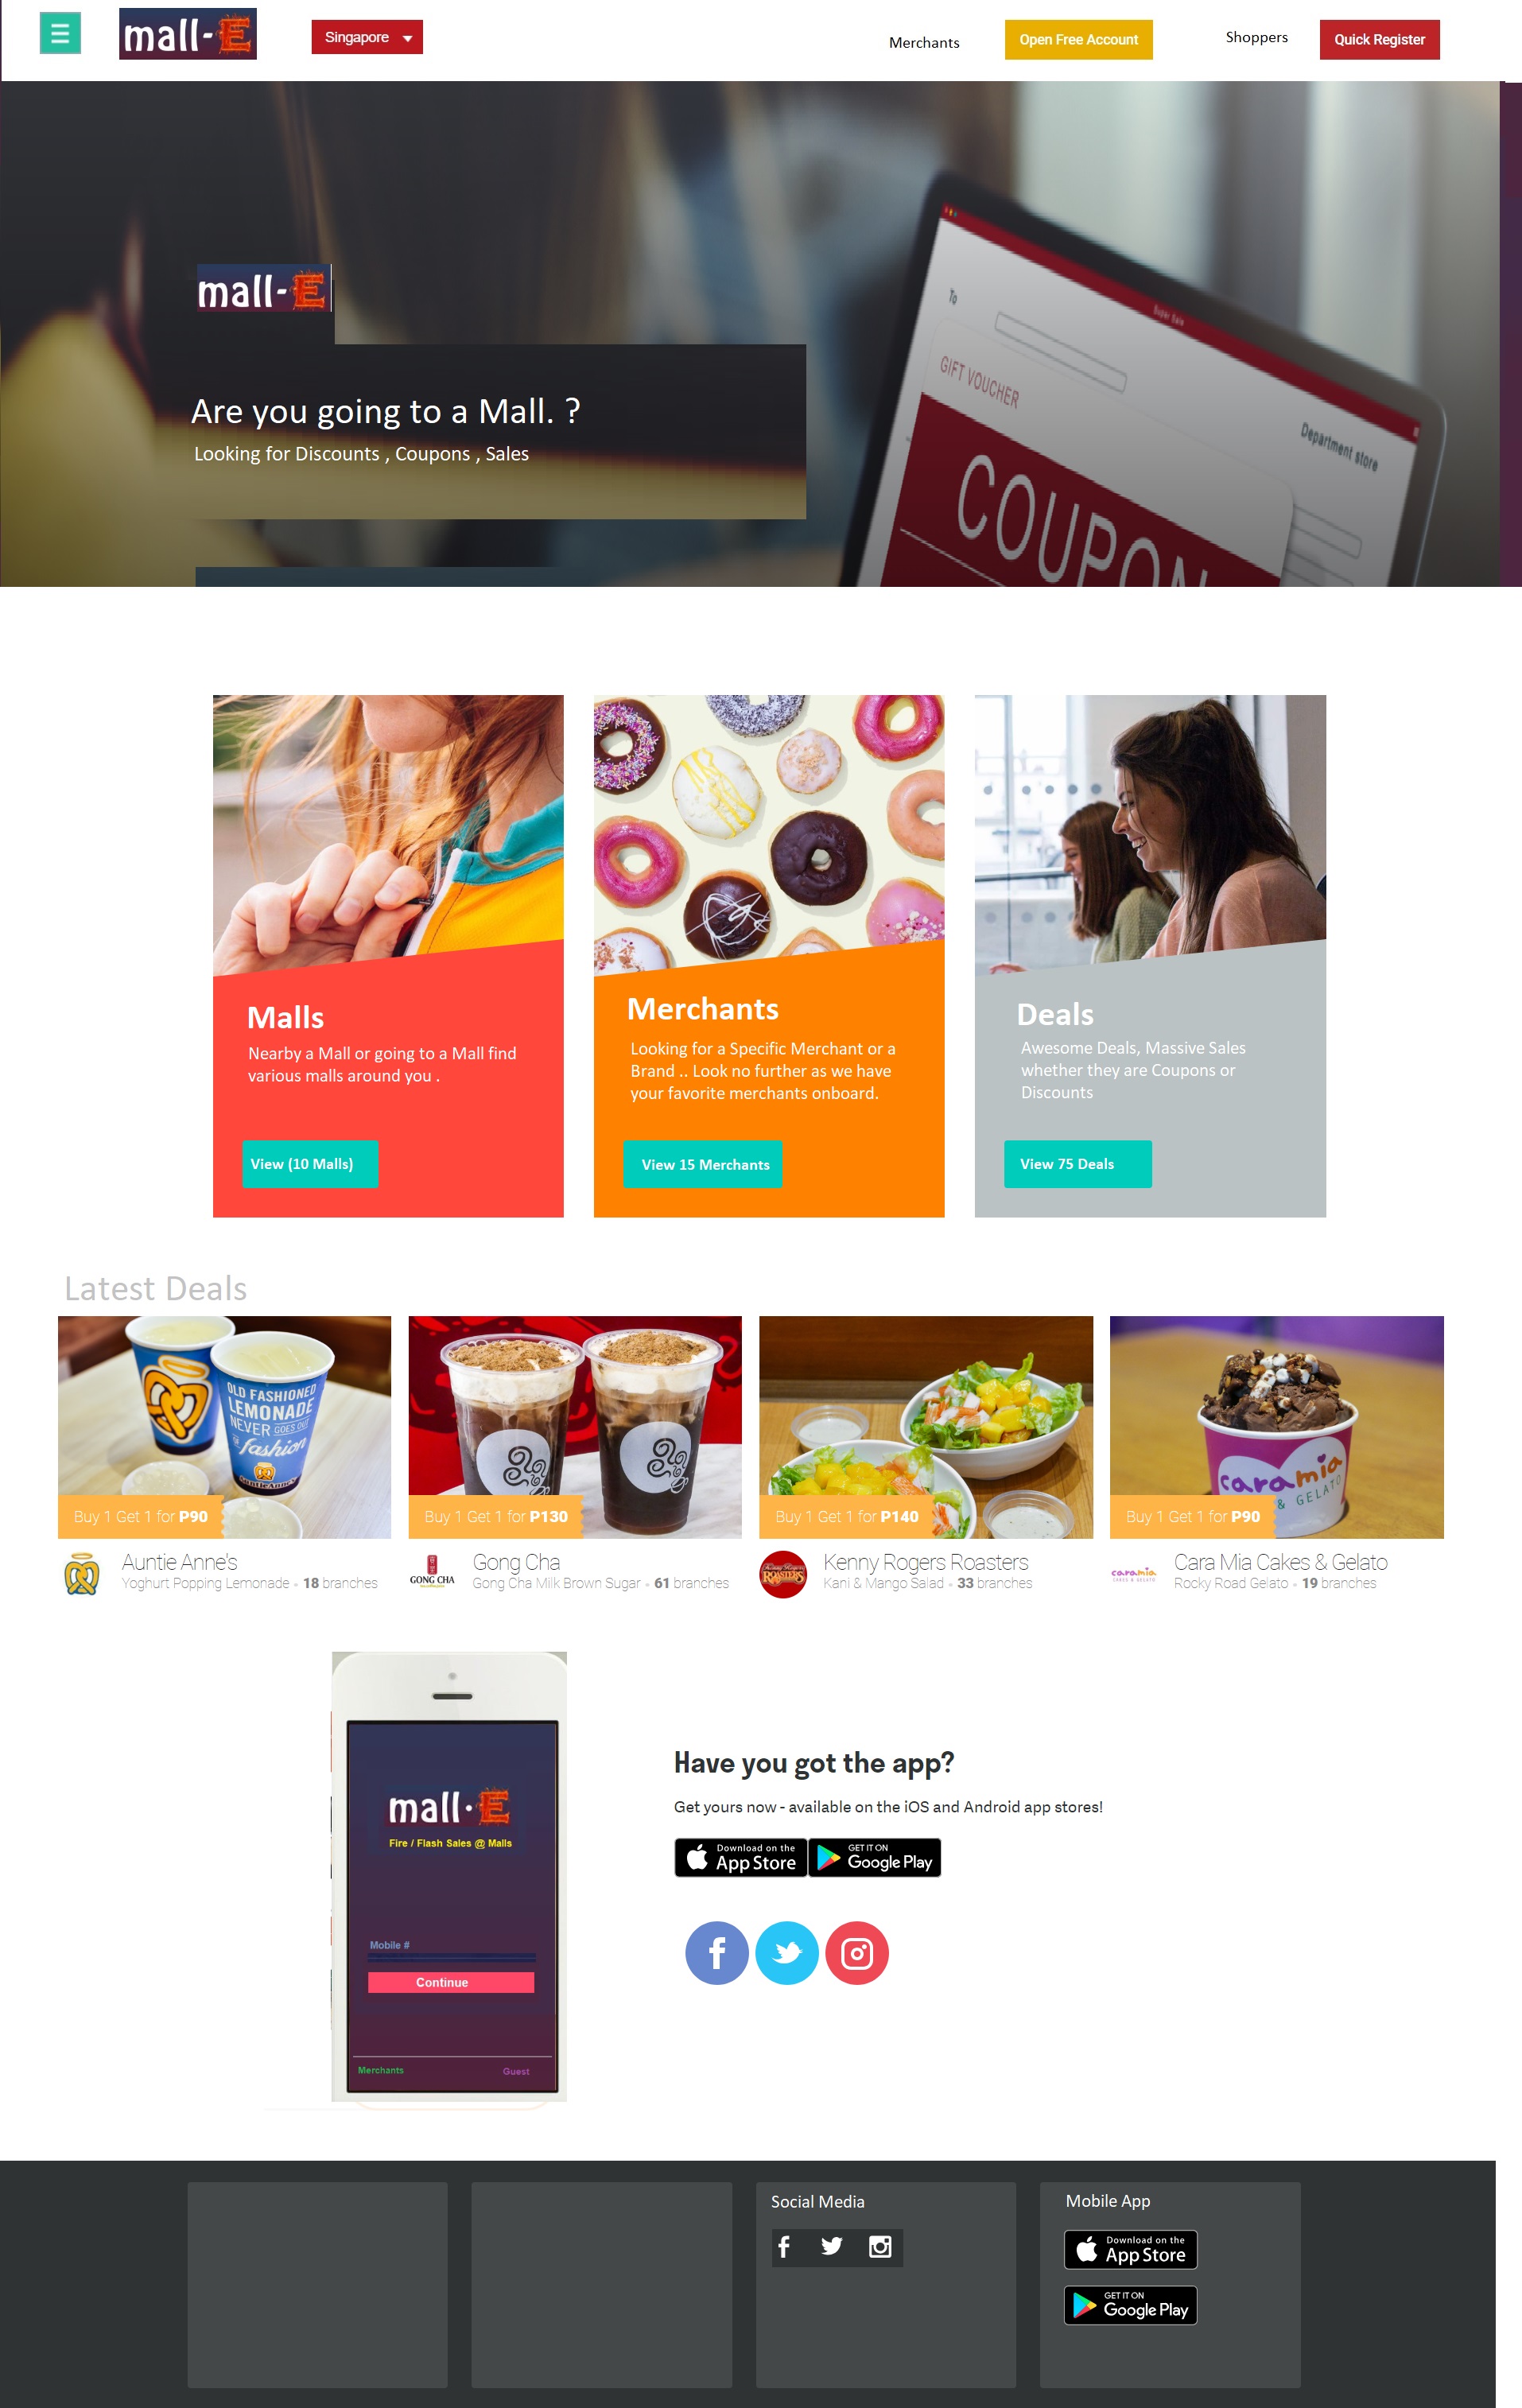 mall-E
Singapore
Merchants
Open Free Account
Shoppers
Quick Register
mall-E
Are you going to a Mall. ?
Looking for Discounts , Coupons , Sales
To
Super Sale
GIFT VOUCHER
Department store
COUPON
Malls
Nearby a Mall or going to a Mall find
various malls around you .
View (10 Malls)
Merchants
Looking for a Specific Merchant or a
Brand .. Look no further as we have
your favorite merchants onboard.
View 15 Merchants
Deals
Awesome Deals, Massive Sales
whether they are Coupons or
Discounts
View 75 Deals
Latest Deals
OLD FASHIONED
LEMONADE
NEVER GOES OUT
fashion
AuntieAnne's
Buy 1 Get 1 for P90
Auntie Anne's
Yoghurt Popping Lemonade • 18 branches
Buy 1 Get 1 for P130
GONG CHA
Gong Cha
Gong Cha Milk Brown Sugar • 61 branches
Buy 1 Get 1 for P140
Kenny Rogers
ROASTERS
Kenny Rogers Roasters
Kani & Mango Salad • 33 branches
caramia
& GELATO
Buy 1 Get 1 for P90
caramia
CAKES & GELATO
Cara Mia Cakes & Gelato
Rocky Road Gelato • 19 branches
mall·E
Fire / Flash Sales @ Malls
Mobile #
Continue
Merchants
Guest
Have you got the app?
Get yours now - available on the iOS and Android app stores!
Download on the
App Store
GET IT ON
Google Play
Social Media
Mobile App
Download on the
App Store
GET IT ON
Google Play